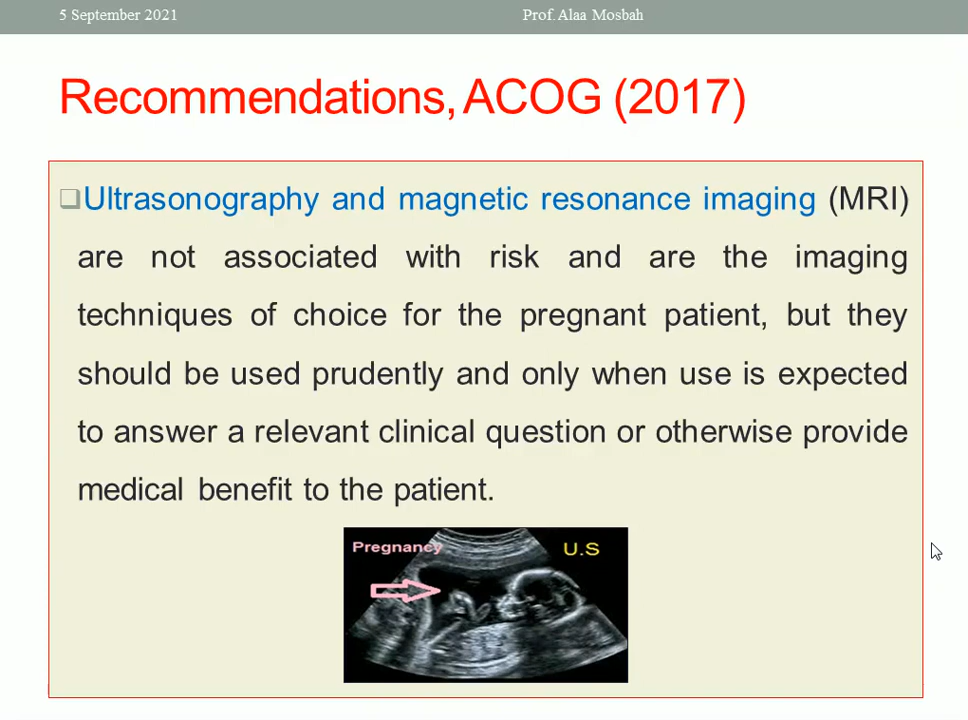 5 September 2021
Prof. Alaa Mosbah
Recommendations, ACOG (2017)
Ultrasonography and magnetic resonance imaging (MRI)
are not associated with risk and are the imaging
techniques of choice for the pregnant patient, but they
should be used prudently and only when use is expected
to answer a relevant clinical question or otherwise provide
medical benefit to the patient.
Pregnancy
U.S